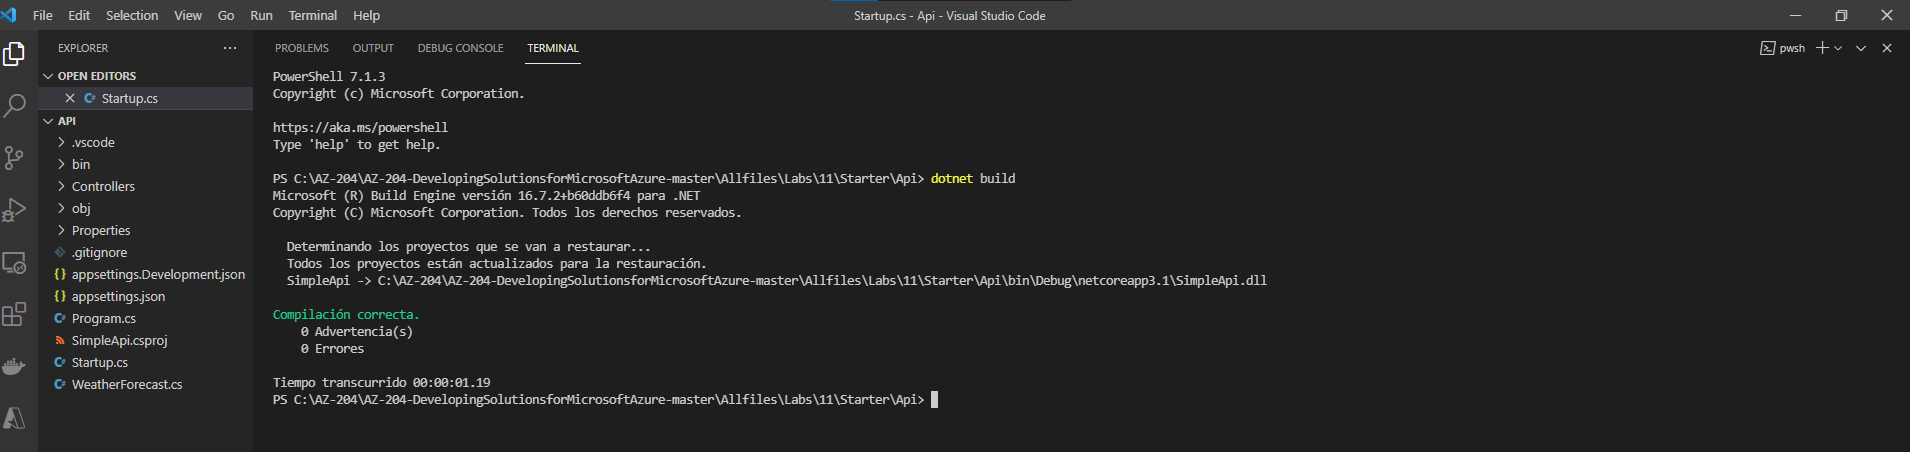 File Edit Selection View Go Run Terminal Help
Startup.cs - Api - Visual Studio Code
EXPLORER
OPEN EDITORS
Startup.cs
API
.vscode
bin
Controllers
obj
Properties
.gitignore
appsettings.Development.json
appsettings.json
Program.cs
SimpleApi.csproj
Startup.cs
WeatherForecast.cs
PROBLEMS OUTPUT DEBUG CONSOLE TERMINAL
pwsh
PowerShell 7.1.3
Copyright (c) Microsoft Corporation.
https://aka.ms/powershell
Type 'help' to get help.
PS C:\AZ-204\AZ-204-DevelopingSolutionsforMicrosoftAzure-master\Allfiles\Labs\11\Starter\Api> dotnet build
Microsoft (R) Build Engine versión 16.7.2+b60ddb6f4 para .NET
Copyright (C) Microsoft Corporation. Todos los derechos reservados.
Determinando los proyectos que se van a restaurar...
Todos los proyectos están actualizados para la restauración.
SimpleApi -> C:\AZ-204\AZ-204-DevelopingSolutionsforMicrosoftAzure-master\Allfiles\Labs\11\Starter\Api\bin\Debug\netcoreapp3.1\SimpleApi.dll
Compilación correcta.
0 Advertencia(s)
0 Errores
Tiempo transcurrido 00:00:01.19
PS C:\AZ-204\AZ-204-DevelopingSolutionsforMicrosoftAzure-master\Allfiles\Labs\11\Starter\Api>